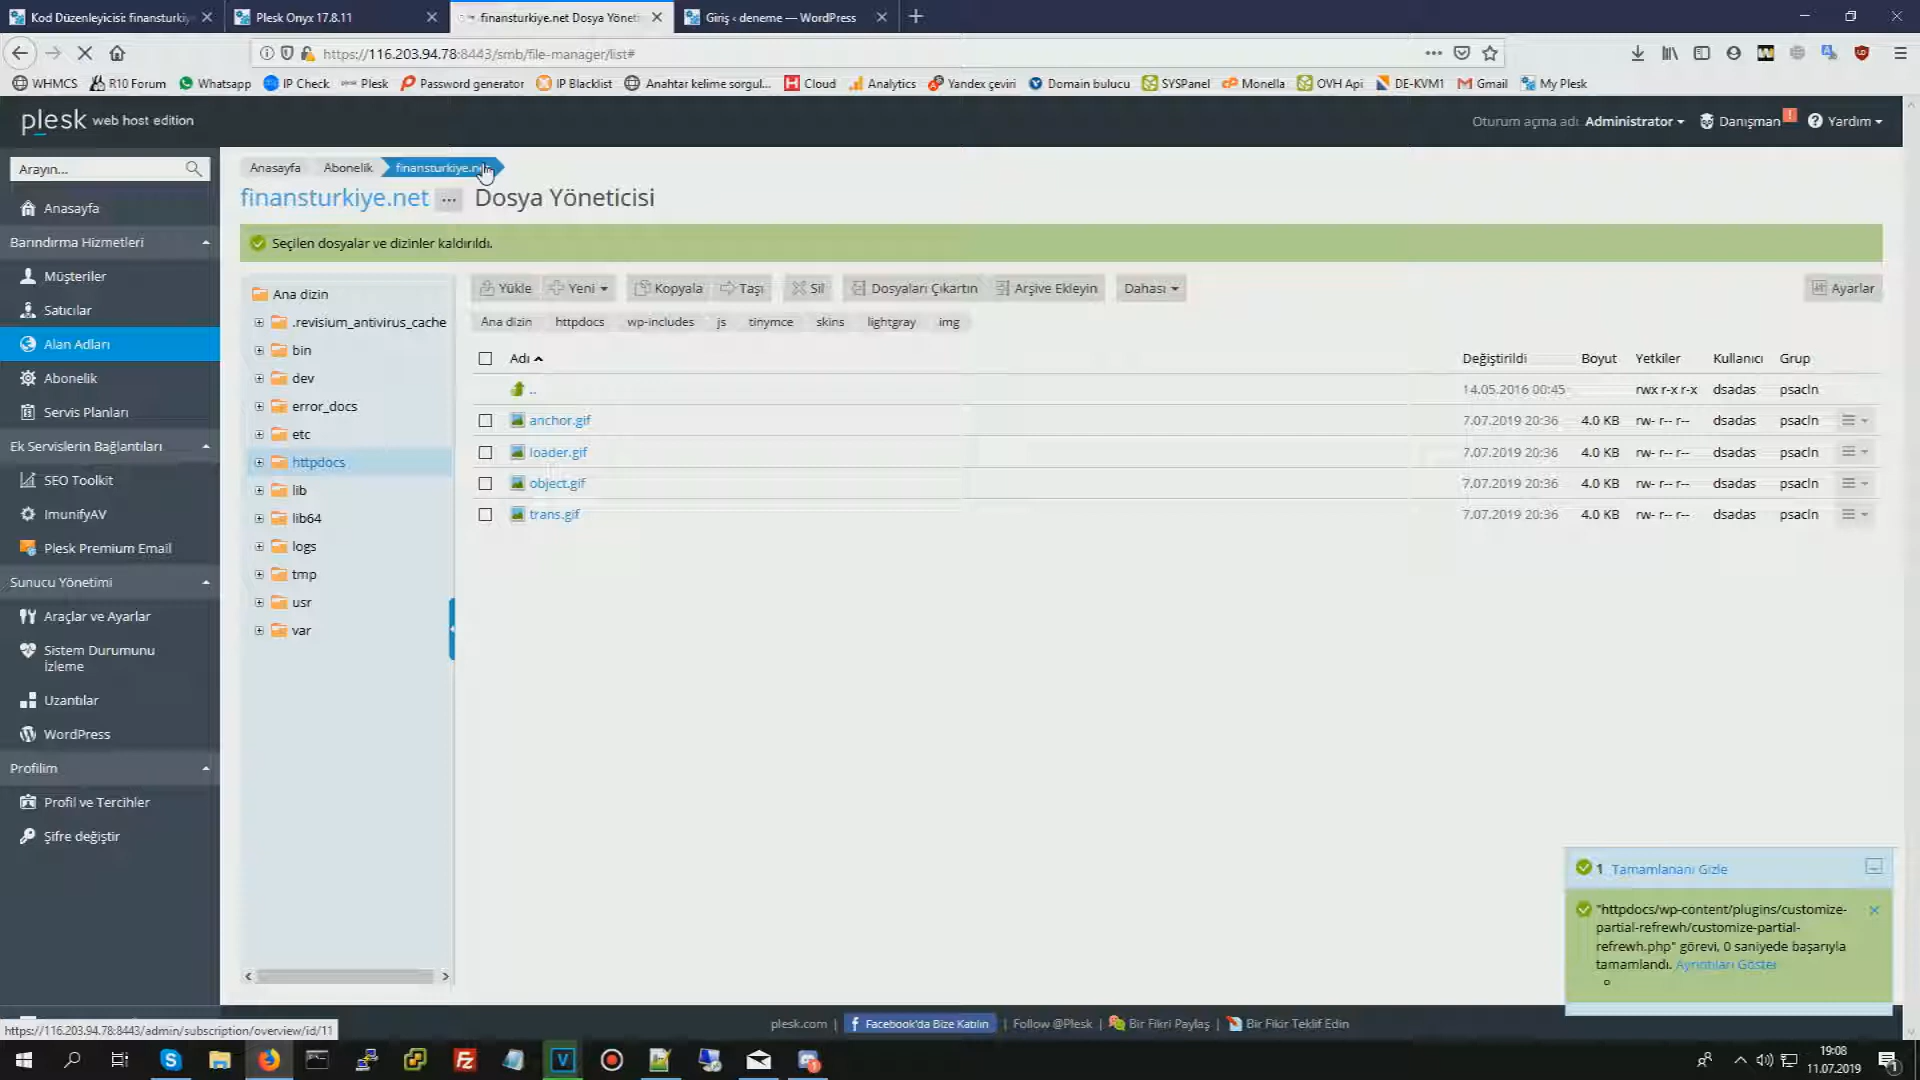 Kod Düzenleyicisi: finansturkiy
Plesk Onyx 17.8.11
finansturkiye.net Dosya Yöneti
Giriş ‹ deneme — WordPress
https://116.203.94.78:8443/smb/file-manager/list#
WHMCS
R10 Forum
Whatsapp
IP Check
Plesk
Password generator
IP Blacklist
Anahtar kelime sorgul...
Cloud
Analytics
Yandex çeviri
Domain bulucu
SYSPanel
Monella
OVH Api
DE-KVM1
Gmail
My Plesk
plesk web host edition
Oturum açma adı Administrator
Danışman
Yardım
Arayın...
Anasayfa
Barındırma Hizmetleri
Müşteriler
Satıcılar
Alan Adları
Abonelik
Servis Planları
Ek Servislerin Bağlantıları
SEO Toolkit
ImunifyAV
Plesk Premium Email
Sunucu Yönetimi
Araçlar ve Ayarlar
Sistem Durumunu
İzleme
Uzantılar
WordPress
Profilim
Profil ve Tercihler
Şifre değiştir
Anasayfa Abonelik finansturkiye.net
finansturkiye.net ... Dosya Yöneticisi
Seçilen dosyalar ve dizinler kaldırıldı.
Ana dizin
.revisium_antivirus_cache
bin
dev
error_docs
etc
httpdocs
lib
lib64
logs
tmp
usr
var
Yükle Yeni Kopyala Taşı Sil Dosyaları Çıkartın Arşive Ekleyin Dahası Ayarlar
Ana dizin httpdocs wp-includes js tinymce skins lightgray img
Adı Değiştirildi Boyut Yetkiler Kullanıcı Grup
.. 14.05.2016 00:45 rwx r-x r-x dsadas psacln
anchor.gif 7.07.2019 20:36 4.0 KB rw- r-- r-- dsadas psacln
loader.gif 7.07.2019 20:36 4.0 KB rw- r-- r-- dsadas psacln
object.gif 7.07.2019 20:36 4.0 KB rw- r-- r-- dsadas psacln
trans.gif 7.07.2019 20:36 4.0 KB rw- r-- r-- dsadas psacln
1 Tamamlananı Gizle
"httpdocs/wp-content/plugins/customize-
partial-refrewh/customize-partial-
refrewh.php" görevi, 0 saniyede başarıyla
tamamlandı. Ayrıntıları Göster
plesk.com | Facebook'da Bize Katılın | Follow @Plesk | Bir Fikri Paylaş | Bir Fikir Teklif Edin
https://116.203.94.78:8443/admin/subscription/overview/id/11
19:08
11.07.2019